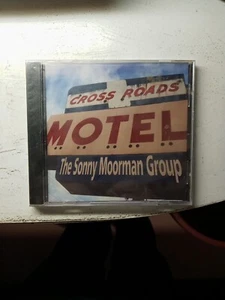 CROSS ROADS
MOTEL
The Sonny Moorman Group